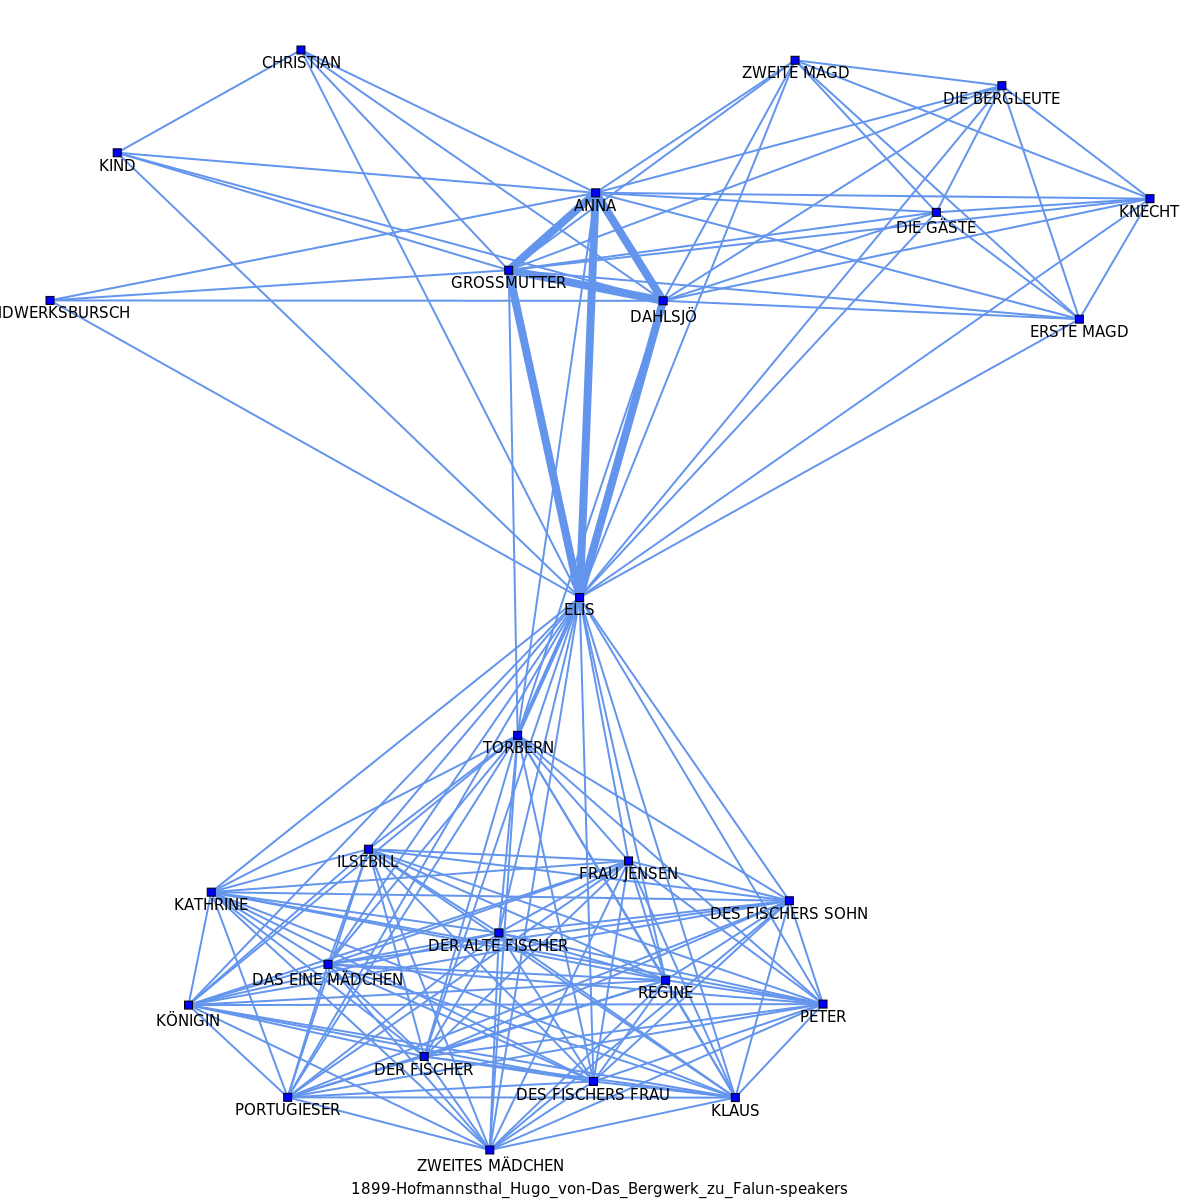 CHRISTIAN
ZWEITE MAGD
DIE BERGLEUTE
KIND
ANNA
KNECHT
DIE GÄSTE
GROSSMUTTER
NDWERKSBURSCH
DAHLSJÖ
ERSTE MAGD
ELIS
TORBERN
ILSEBILL
FRAU JENSEN
KATHRINE
DES FISCHERS SOHN
DER ALTE FISCHER
DAS EINE MÄDCHEN
REGINE
KÖNIGIN
PETER
DER FISCHER
DES FISCHERS FRAU
PORTUGIESER
KLAUS
ZWEITES MÄDCHEN
1899-Hofmannsthal_Hugo_von-Das_Bergwerk_zu_Falun-speakers